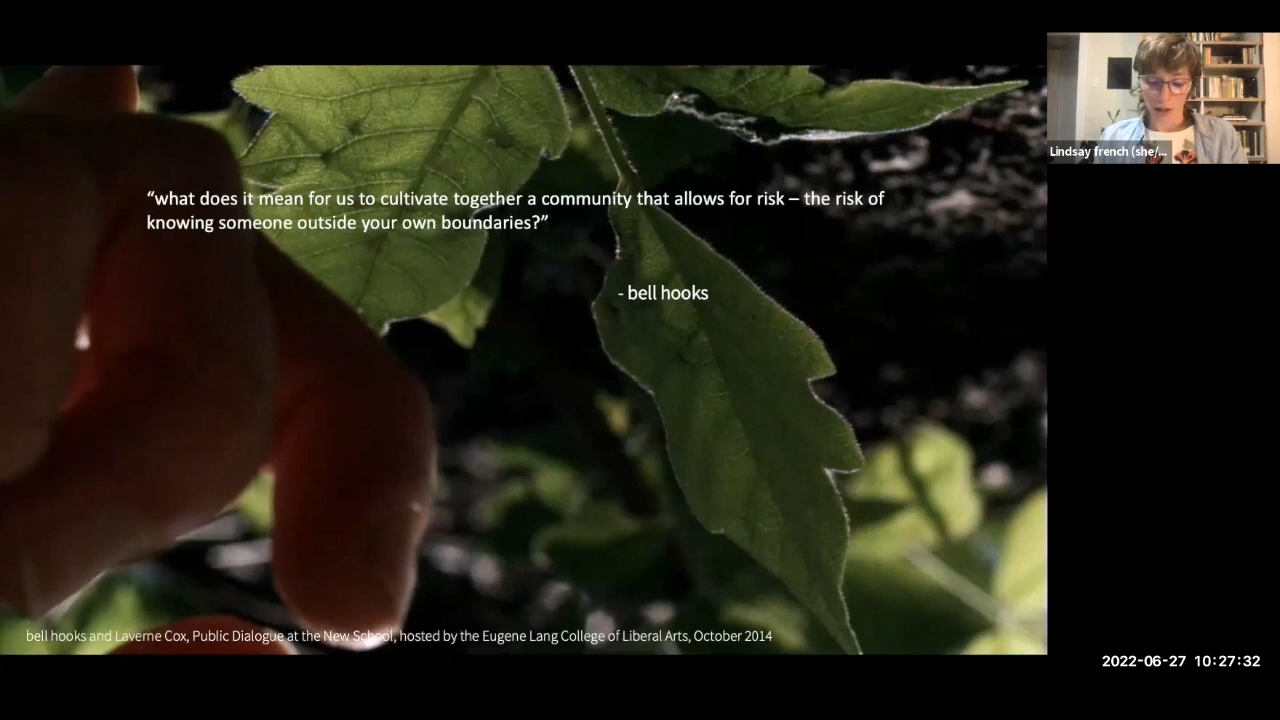 Lindsay french (she/...
“what does it mean for us to cultivate together a community that allows for risk – the risk of
knowing someone outside your own boundaries?”
- bell hooks
bell hooks and Laverne Cox, Public Dialogue at the New School, hosted by the Eugene Lang College of Liberal Arts, October 2014
2022-06-27 10:27:32